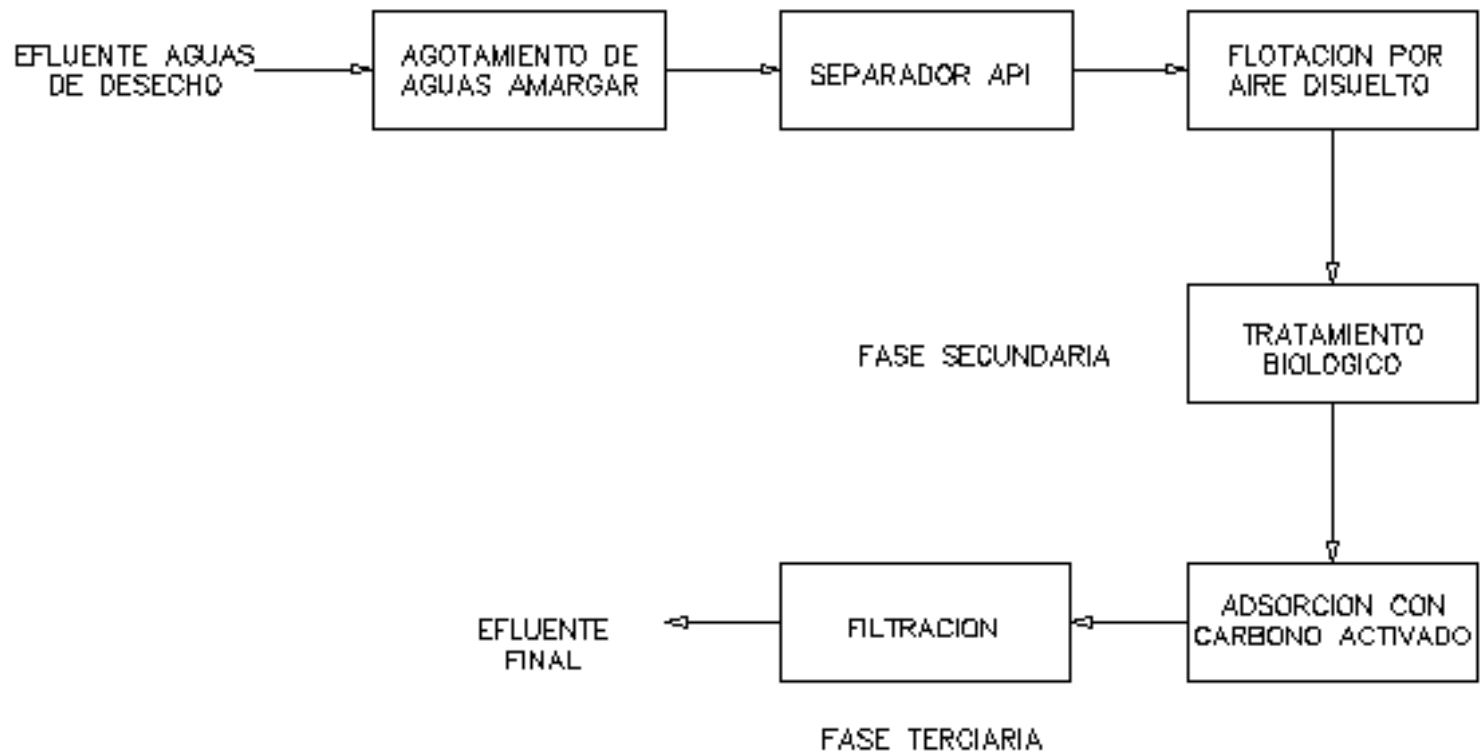 EFLUENTE AGUAS
DE DESECHO
AGOTAMIENTO DE
AGUAS AMARGAR
SEPARADOR API
FLOTACION POR
AIRE DISUELTO
FASE SECUNDARIA
TRATAMIENTO
BIOLOGICO
ADSORCION CON
CARBONO ACTIVADO
FILTRACION
EFLUENTE
FINAL
FASE TERCIARIA